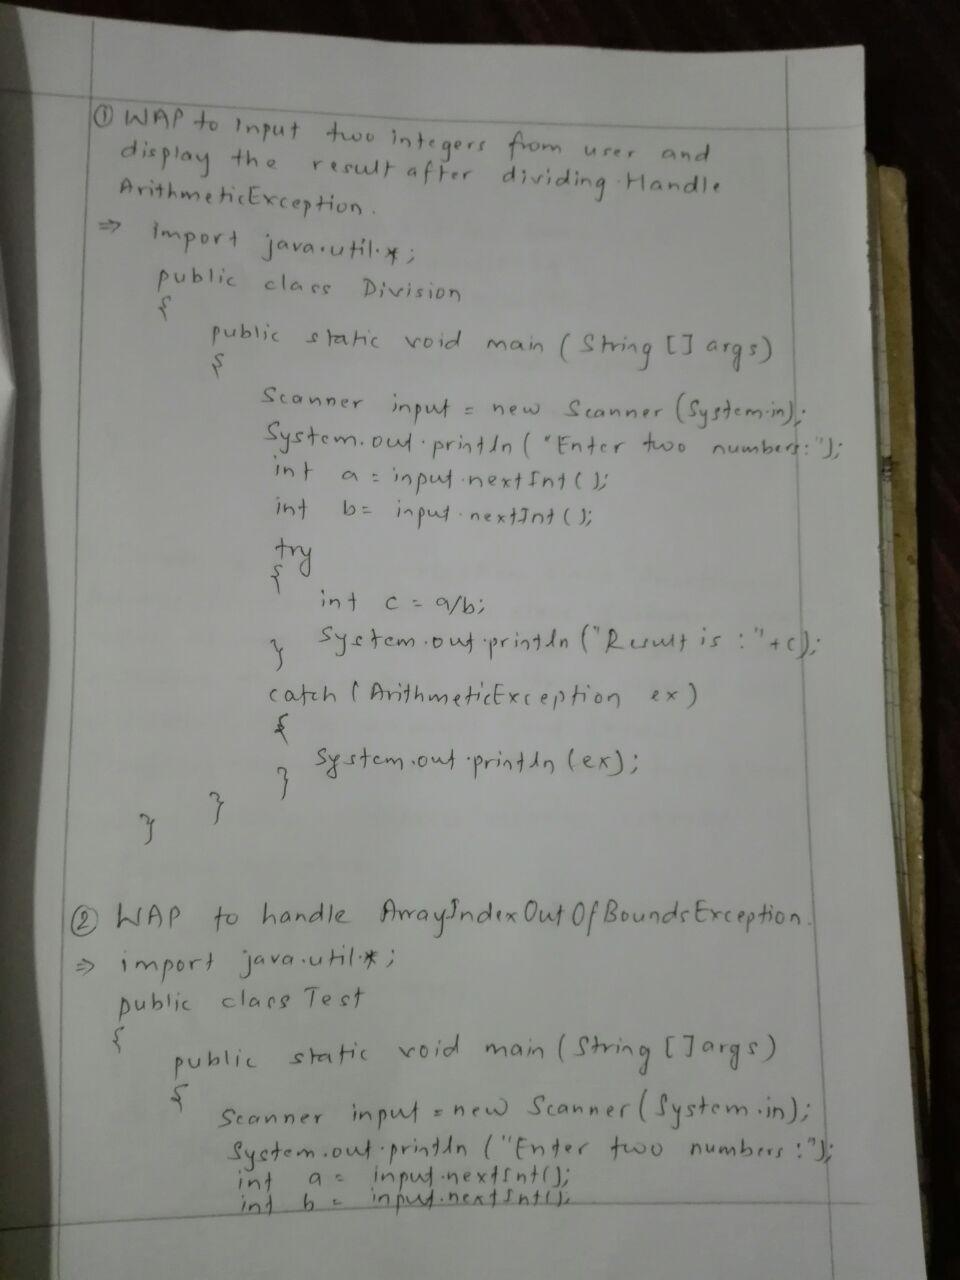 ① WAP to input two integers from user and
display the result after dividing. Handle
ArithmeticException.
⇒ import java.util.*;
public class Division
{
public static void main (String [] args)
{
Scanner input = new Scanner (System.in);
System.out.println ("Enter two numbers:");
int a = input.nextInt();
int b = input.nextInt();
try
{
int c = a/b;
System.out.println ("Result is :"+c);
}
catch (ArithmeticException ex)
{
System.out.println (ex);
}
}
}
② WAP to handle ArrayIndexOutOfBoundsException.
⇒ import java.util.*;
public class Test
{
public static void main (String [] args)
{
Scanner input = new Scanner (System.in);
System.out.println ("Enter two numbers :");
int a = input.nextInt();
int b = input.nextInt();